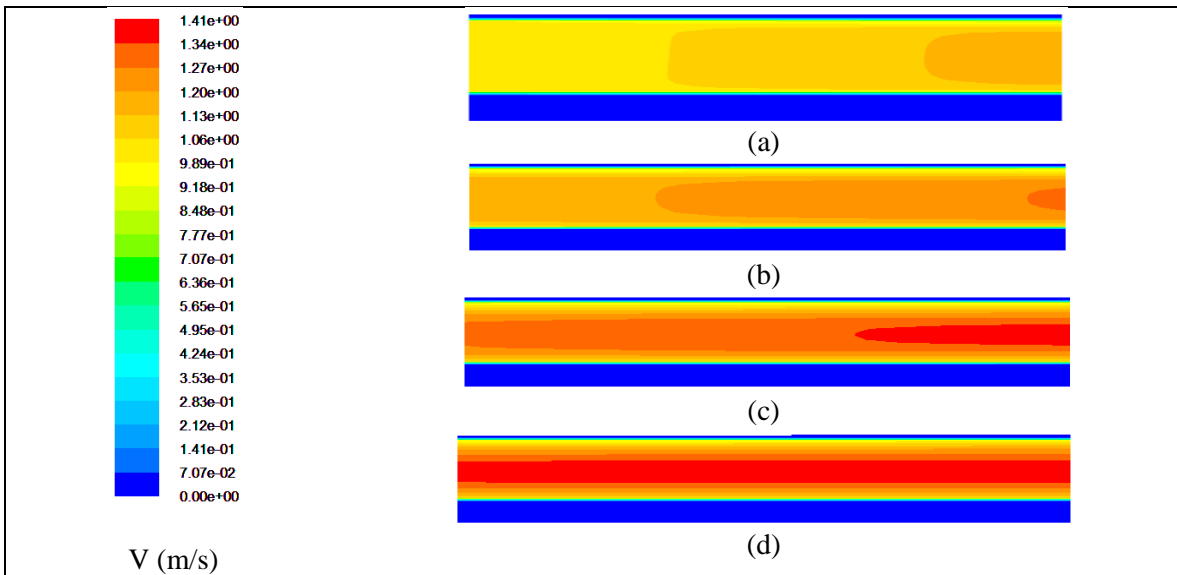 1.41e+00
1.34e+00
1.27e+00
1.20e+00
1.13e+00
1.06e+00
9.89e-01
9.18e-01
8.48e-01
7.77e-01
7.07e-01
6.36e-01
5.65e-01
4.95e-01
4.24e-01
3.53e-01
2.83e-01
2.12e-01
1.41e-01
7.07e-02
0.00e+00
V (m/s)
(a)
(b)
(c)
(d)